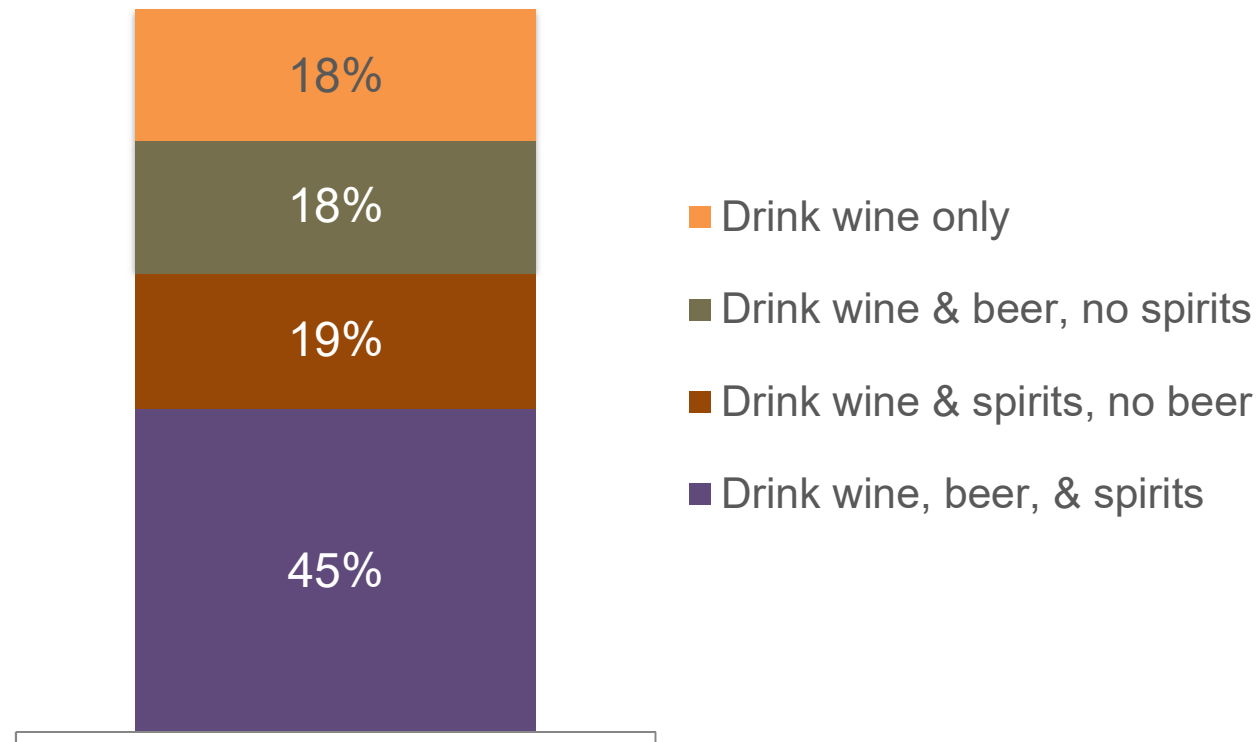 18%
18%
19%
45%
Drink wine only
Drink wine & beer, no spirits
Drink wine & spirits, no beer
Drink wine, beer, & spirits